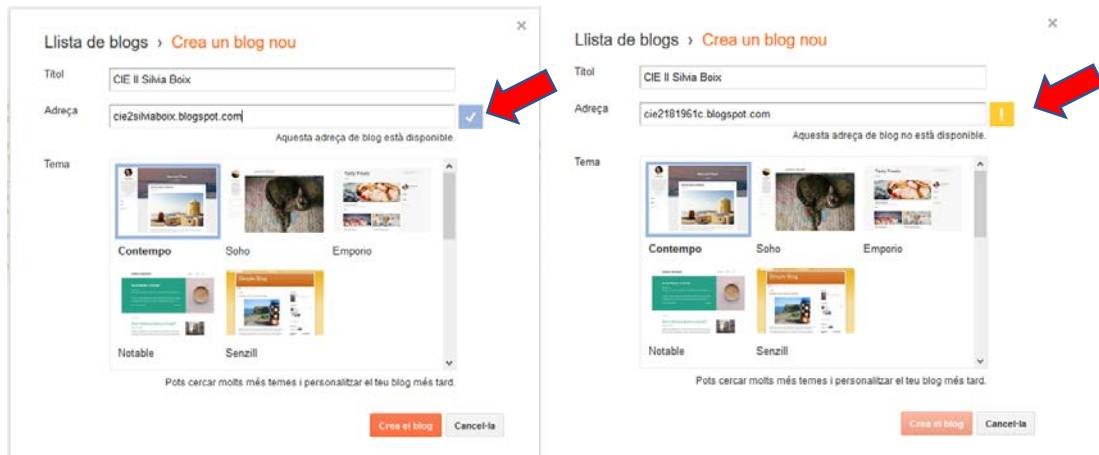 Llista de blogs › Crea un blog nou
Títol
CIE II Silvia Boix
Adreça
cie2silviaboix.blogspot.com
Aquesta adreça de blog està disponible.
Tema
Contempo
Soho
Emporio
Notable
Senzill
Pots cercar molts més temes i personalitzar el teu blog més tard.
Crea el blog
Cancel·la
Llista de blogs › Crea un blog nou
Títol
CIE II Silvia Boix
Adreça
cie2181961c.blogspot.com
Aquesta adreça de blog no està disponible.
Tema
Contempo
Soho
Emporio
Notable
Senzill
Pots cercar molts més temes i personalitzar el teu blog més tard.
Crea el blog
Cancel·la